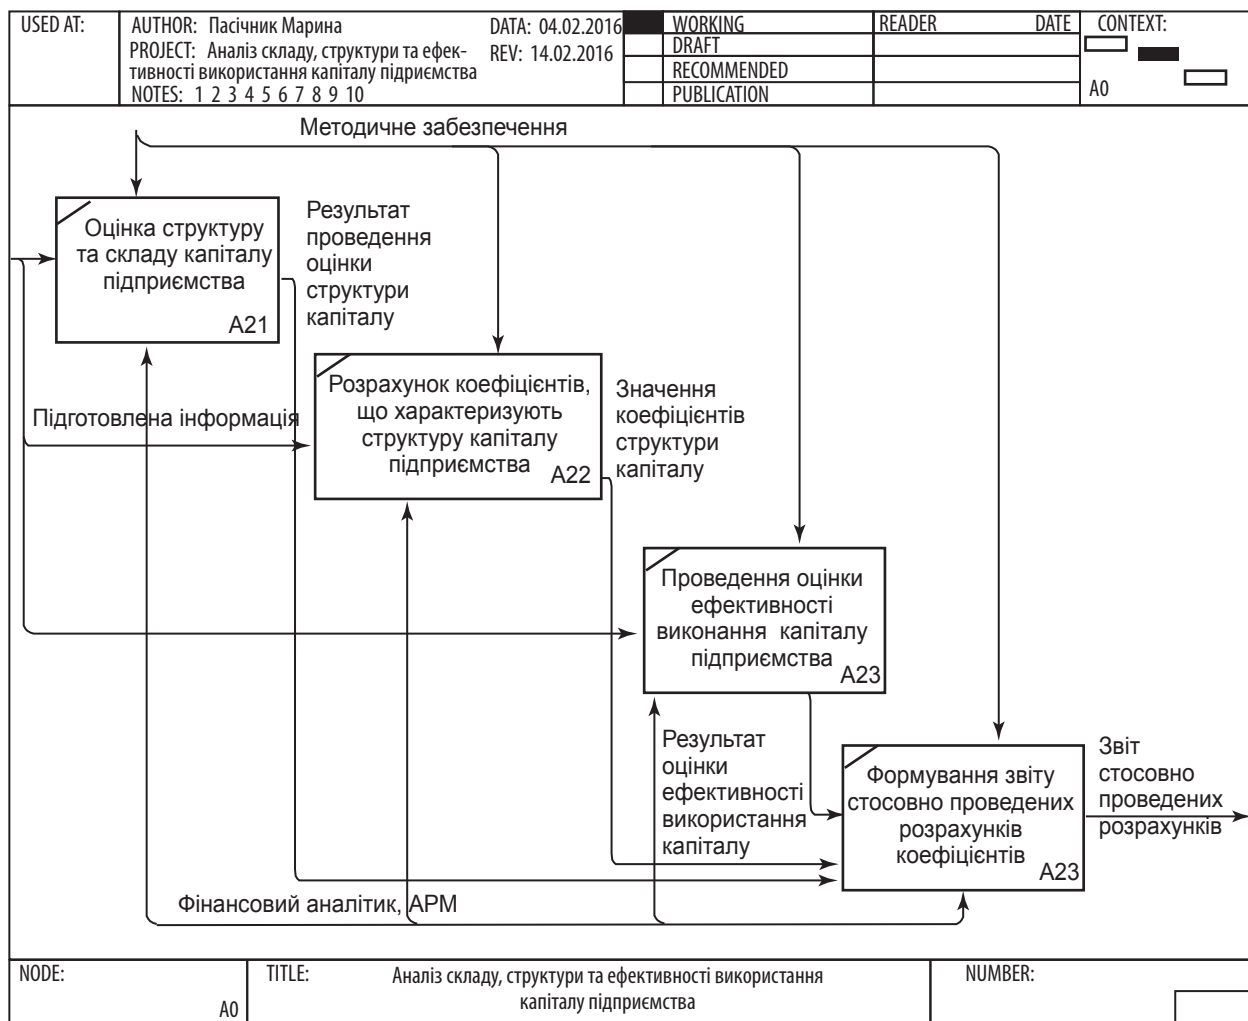 USED AT:
AUTHOR: Пасічник Марина
DATA: 04.02.2016
PROJECT: Аналіз складу, структури та ефек-
тивності використання капіталу підприємства
REV: 14.02.2016
NOTES: 1 2 3 4 5 6 7 8 9 10
WORKING
DRAFT
RECOMMENDED
PUBLICATION
READER DATE
CONTEXT:
A0
Методичне забезпечення
Оцінка структуру
та складу капіталу
підприємства
A21
Результат
проведення
оцінки
структури
капіталу
Підготовлена інформація
Розрахунок коефіцієнтів,
що характеризують
структуру капіталу
підприємства
A22
Значення
коефіцієнтів
структури
капіталу
Проведення оцінки
ефективності
виконання капіталу
підприємства
A23
Результат
оцінки
ефективності
використання
капіталу
Формування звіту
стосовно проведених
розрахунків
коефіцієнтів
A23
Звіт
стосовно
проведених
розрахунків
Фінансовий аналітик, АРМ
NODE:
A0
TITLE:
Аналіз складу, структури та ефективності використання
капіталу підприємства
NUMBER: